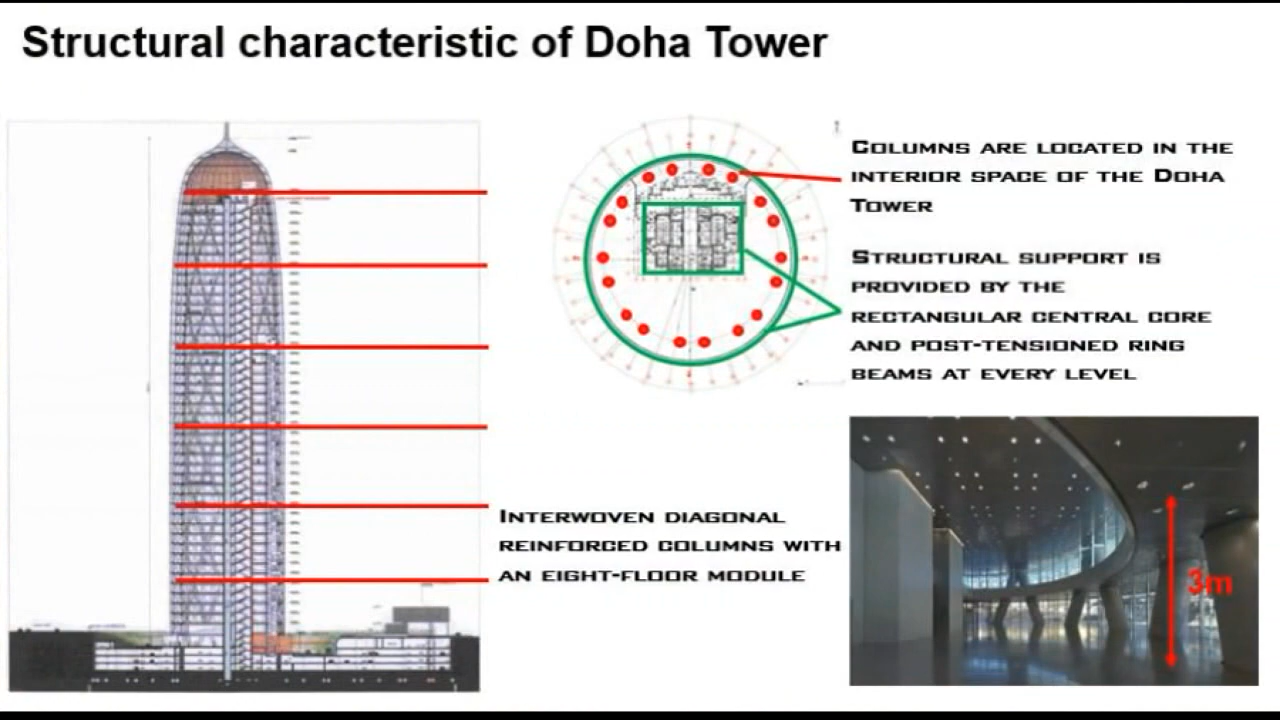 Structural characteristic of Doha Tower
COLUMNS ARE LOCATED IN THE
INTERIOR SPACE OF THE DOHA
TOWER
STRUCTURAL SUPPORT IS
PROVIDED BY THE
RECTANGULAR CENTRAL CORE
AND POST-TENSIONED RING
BEAMS AT EVERY LEVEL
INTERWOVEN DIAGONAL
REINFORCED COLUMNS WITH
AN EIGHT-FLOOR MODULE
3m